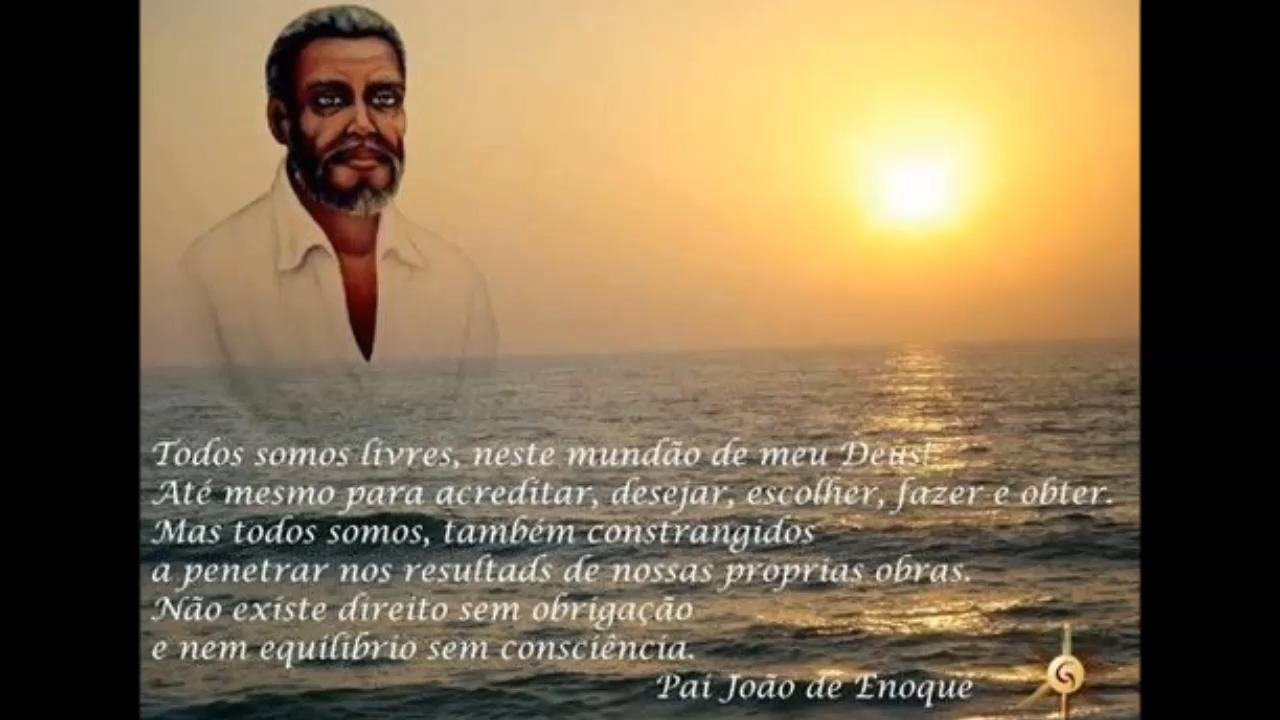 Todos somos livres, neste mundão de meu Deus!
Até mesmo para acreditar, desejar, escolher, fazer e obter.
Mas todos somos, também constrangidos
a penetrar nos resultads de nossas proprias obras.
Não existe direito sem obrigação
e nem equilibrio sem consciência.
Pai João de Enoque